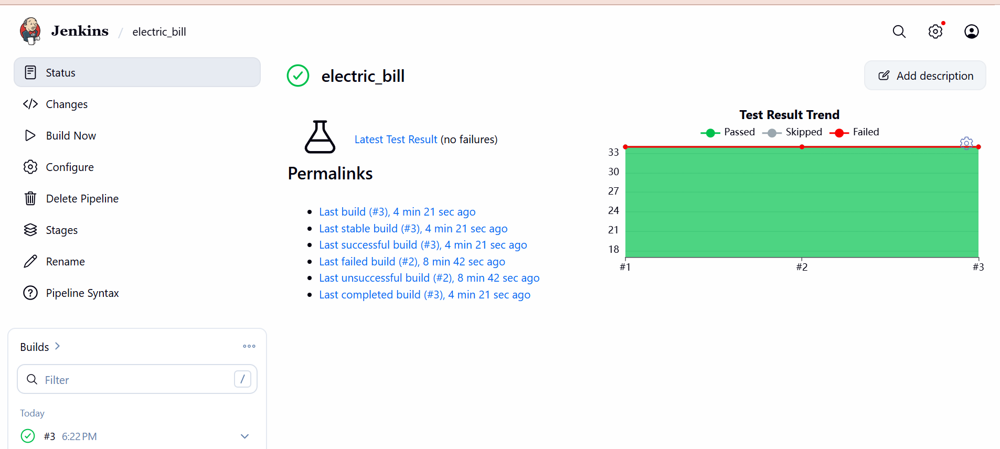 Jenkins / electric_bill
Status
Changes
Build Now
Configure
Delete Pipeline
Stages
Rename
Pipeline Syntax
Builds
Filter /
Today
#3 6:22 PM
electric_bill
Add description
Latest Test Result (no failures)
Permalinks
Last build (#3), 4 min 21 sec ago
Last stable build (#3), 4 min 21 sec ago
Last successful build (#3), 4 min 21 sec ago
Last failed build (#2), 8 min 42 sec ago
Last unsuccessful build (#2), 8 min 42 sec ago
Last completed build (#3), 4 min 21 sec ago
Test Result Trend
Passed Skipped Failed
33
30
27
24
21
18
#1 #2 #3